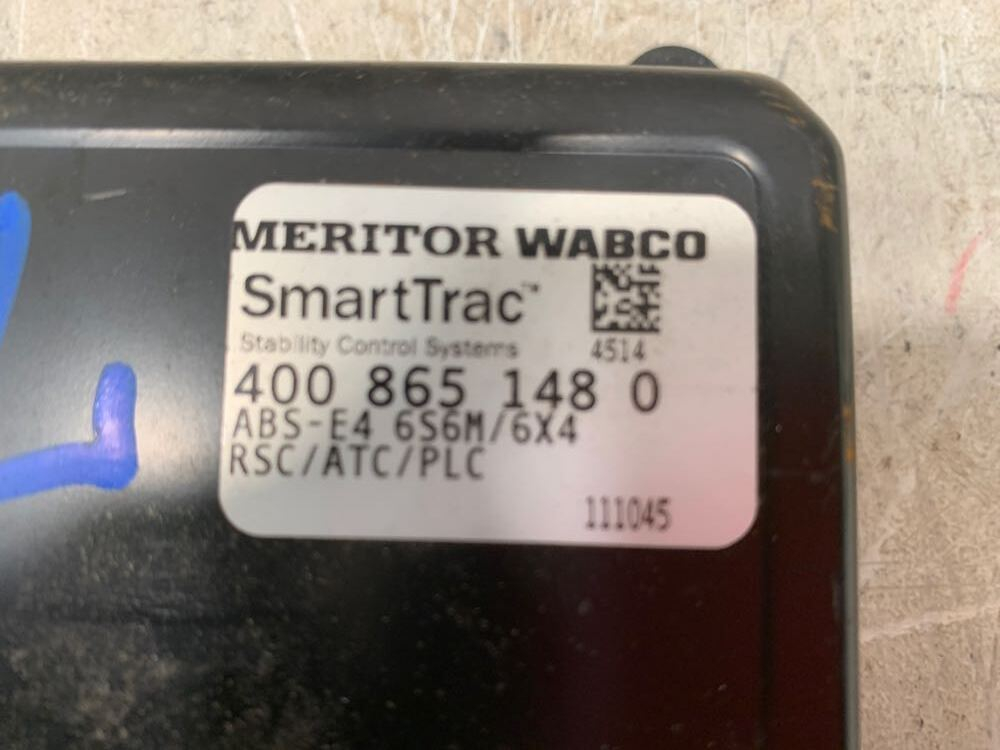 MERITOR WABCO
SmartTrac™
Stability Control Systems
4514
400 865 148 0
ABS-E4 6S6M/6X4
RSC/ATC/PLC
111045